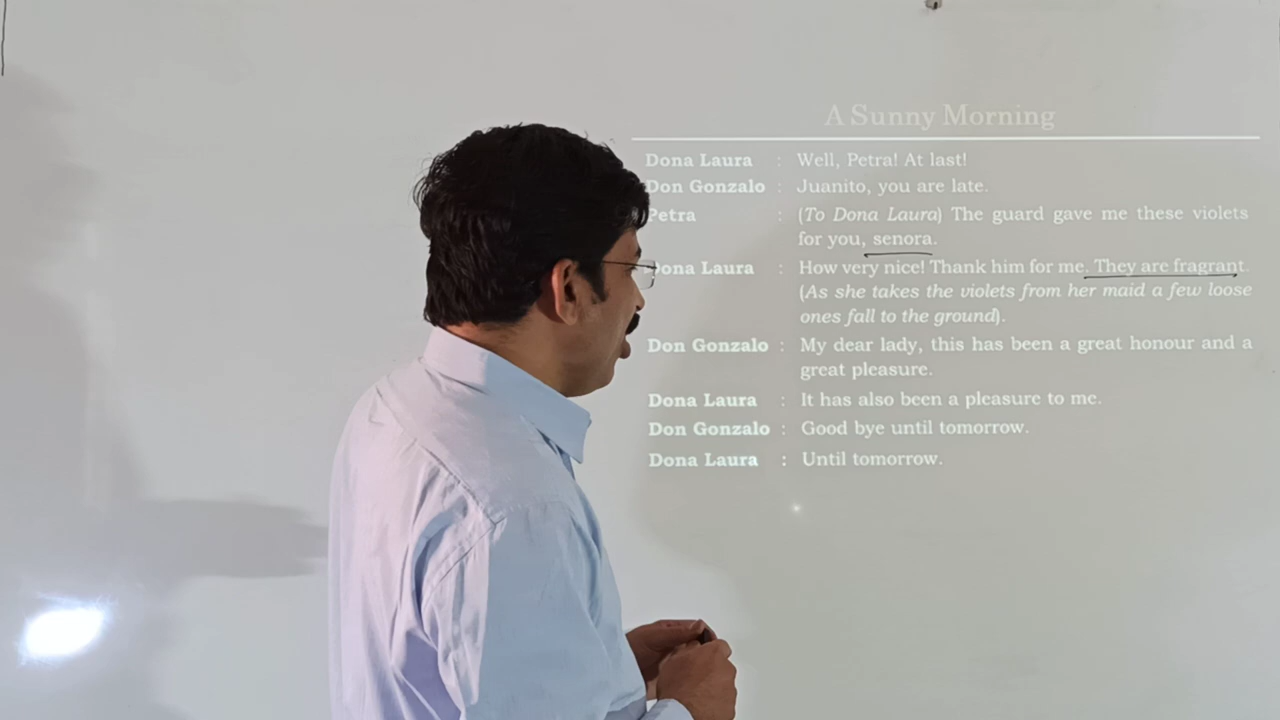 A Sunny Morning
Dona Laura : Well, Petra! At last!
Don Gonzalo : Juanito, you are late.
Petra : (To Dona Laura) The guard gave me these violets
for you, senora.
Dona Laura : How very nice! Thank him for me. They are fragrant.
(As she takes the violets from her maid a few loose
ones fall to the ground).
Don Gonzalo : My dear lady, this has been a great honour and a
great pleasure.
Dona Laura : It has also been a pleasure to me.
Don Gonzalo : Good bye until tomorrow.
Dona Laura : Until tomorrow.